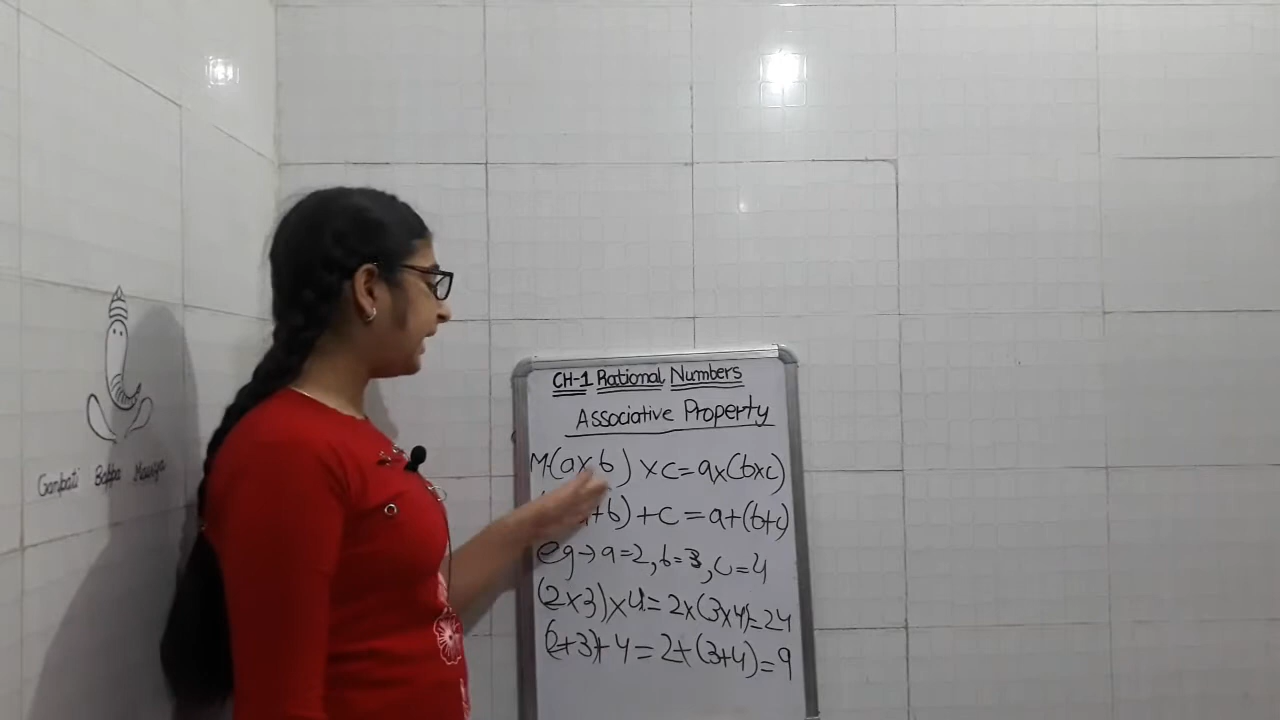 CH-1 Rational Numbers
Associative Property
M(a×b) ×c=a×(b×c)
+b) +c=a+(b+c)
eg→a=2, b=3, c=4
(2×3)×4=2×(3×4)=24
(2+3)+4=2+(3+4)=9
Ganpati Bappa Maurya